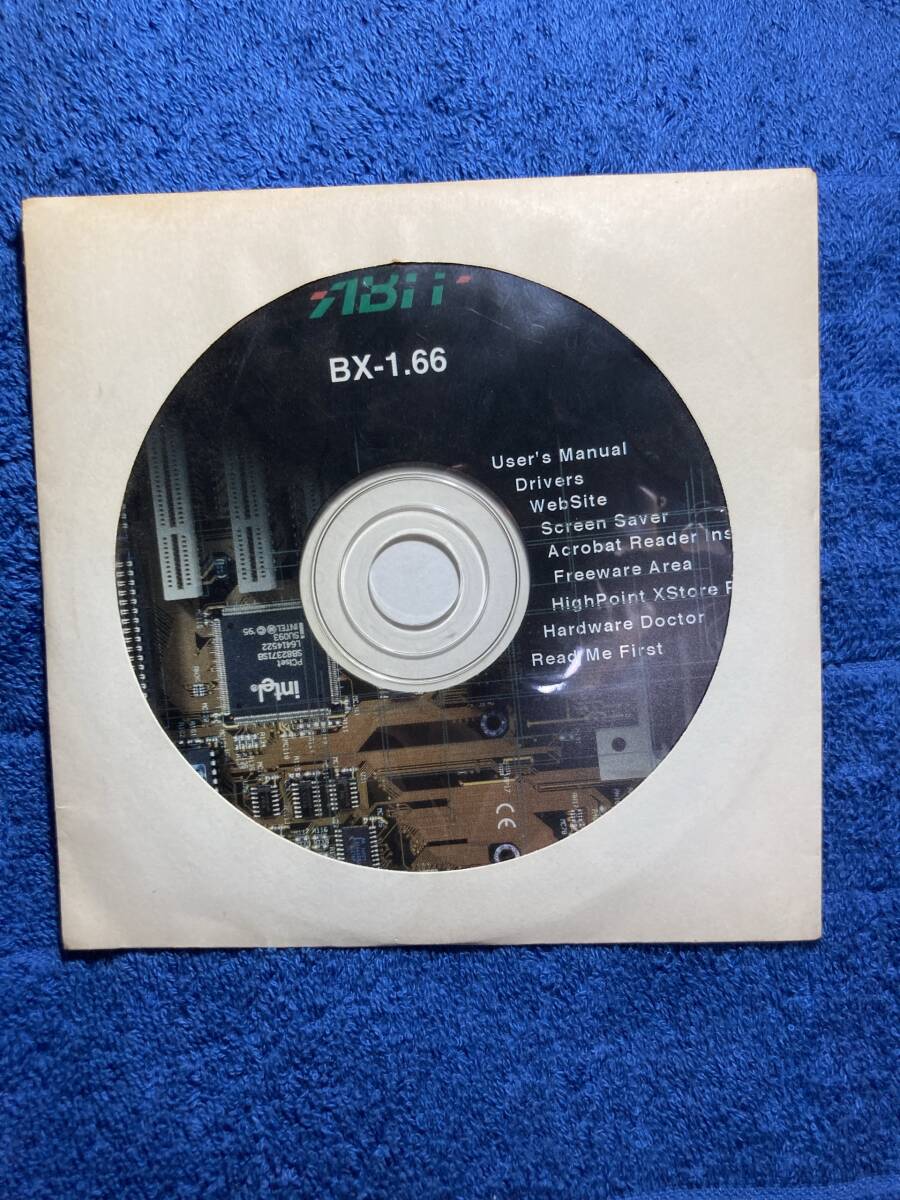 ABIT
BX-1.66
User's Manual
Drivers
WebSite
Screen Saver
Acrobat Reader Ins
Freeware Area
HighPoint XStore P
Hardware Doctor
Read Me First
intel®
PCIset
SB82371SB
L6414522
SU093
INTEL Ⓜ © '95
CE